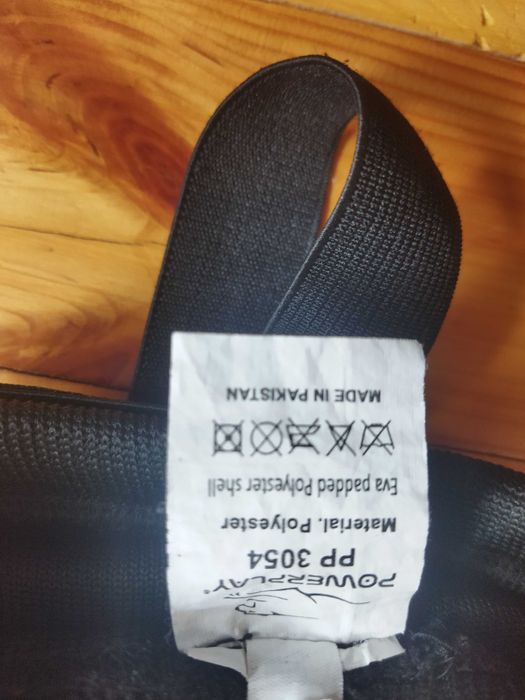 POWERPLAY®
PP 3054
Material. Polyester
Eva padded Polyester shell
MADE IN PAKISTAN